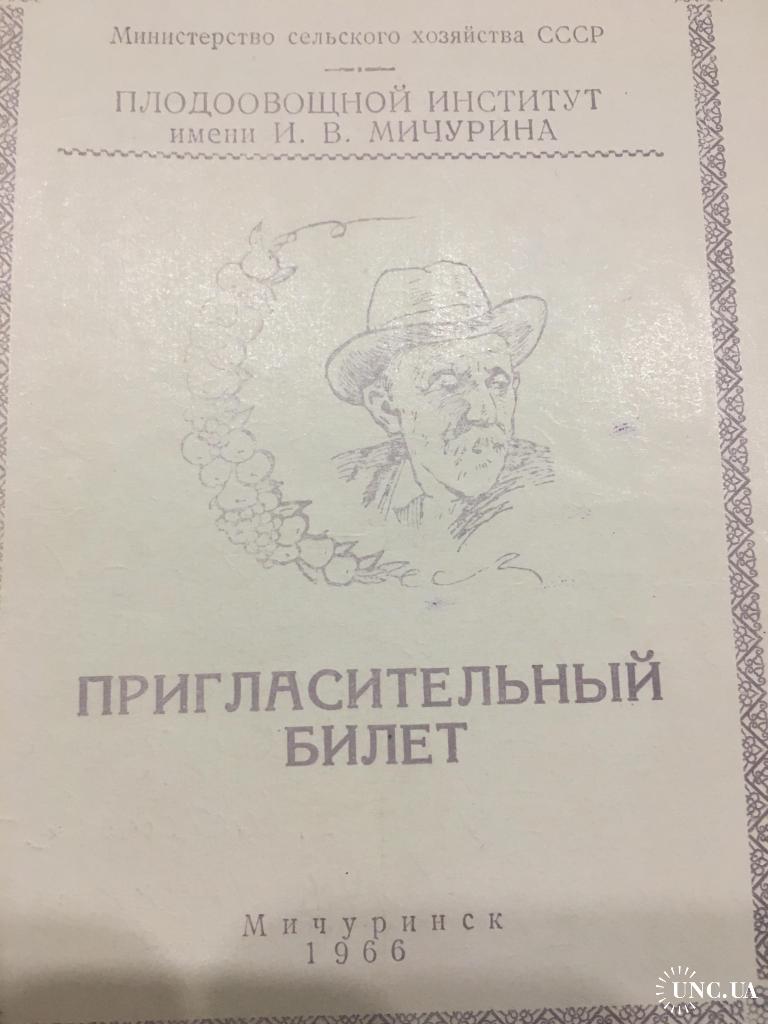 Министерство сельского хозяйства СССР
ПЛОДООВОЩНОЙ ИНСТИТУТ
имени И. В. МИЧУРИНА
ПРИГЛАСИТЕЛЬНЫЙ
БИЛЕТ
Мичуринск
1966
UNC.UA